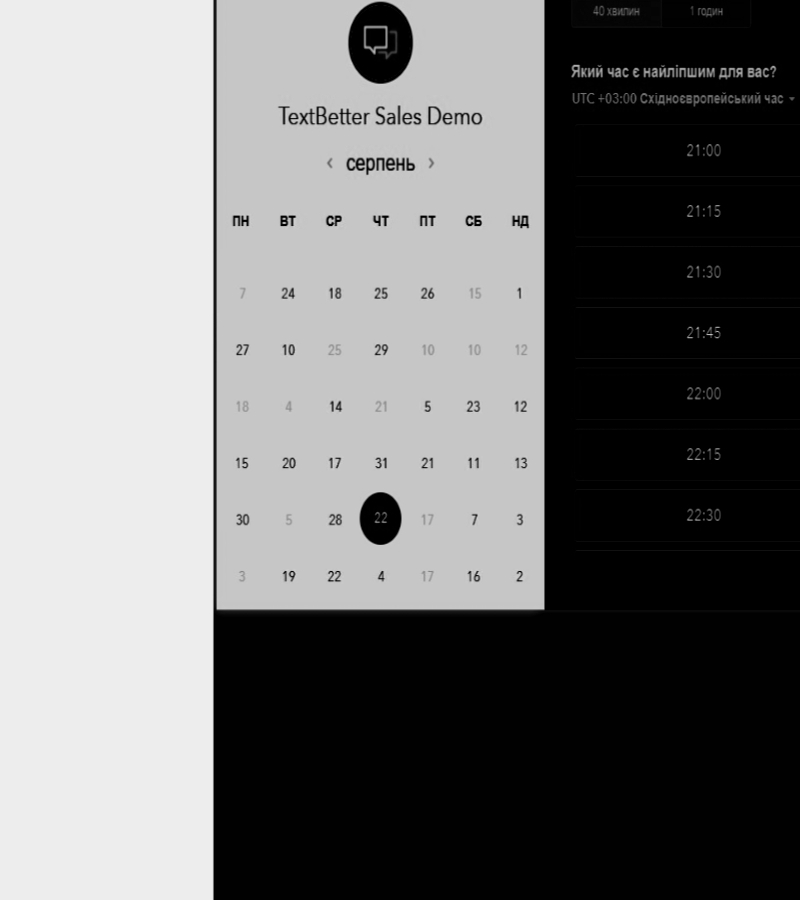 TextBetter Sales Demo
‹ серпень ›
ПН ВТ СР ЧТ ПТ СБ НД
7 24 18 25 26 15 1
27 10 25 29 10 10 12
18 4 14 21 5 23 12
15 20 17 31 21 11 13
30 5 28 22 17 7 3
3 19 22 4 17 16 2
40 хвилин 1 годин
Який час є найліпшим для вас?
UTC +03:00 Східноєвропейський час
21:00
21:15
21:30
21:45
22:00
22:15
22:30